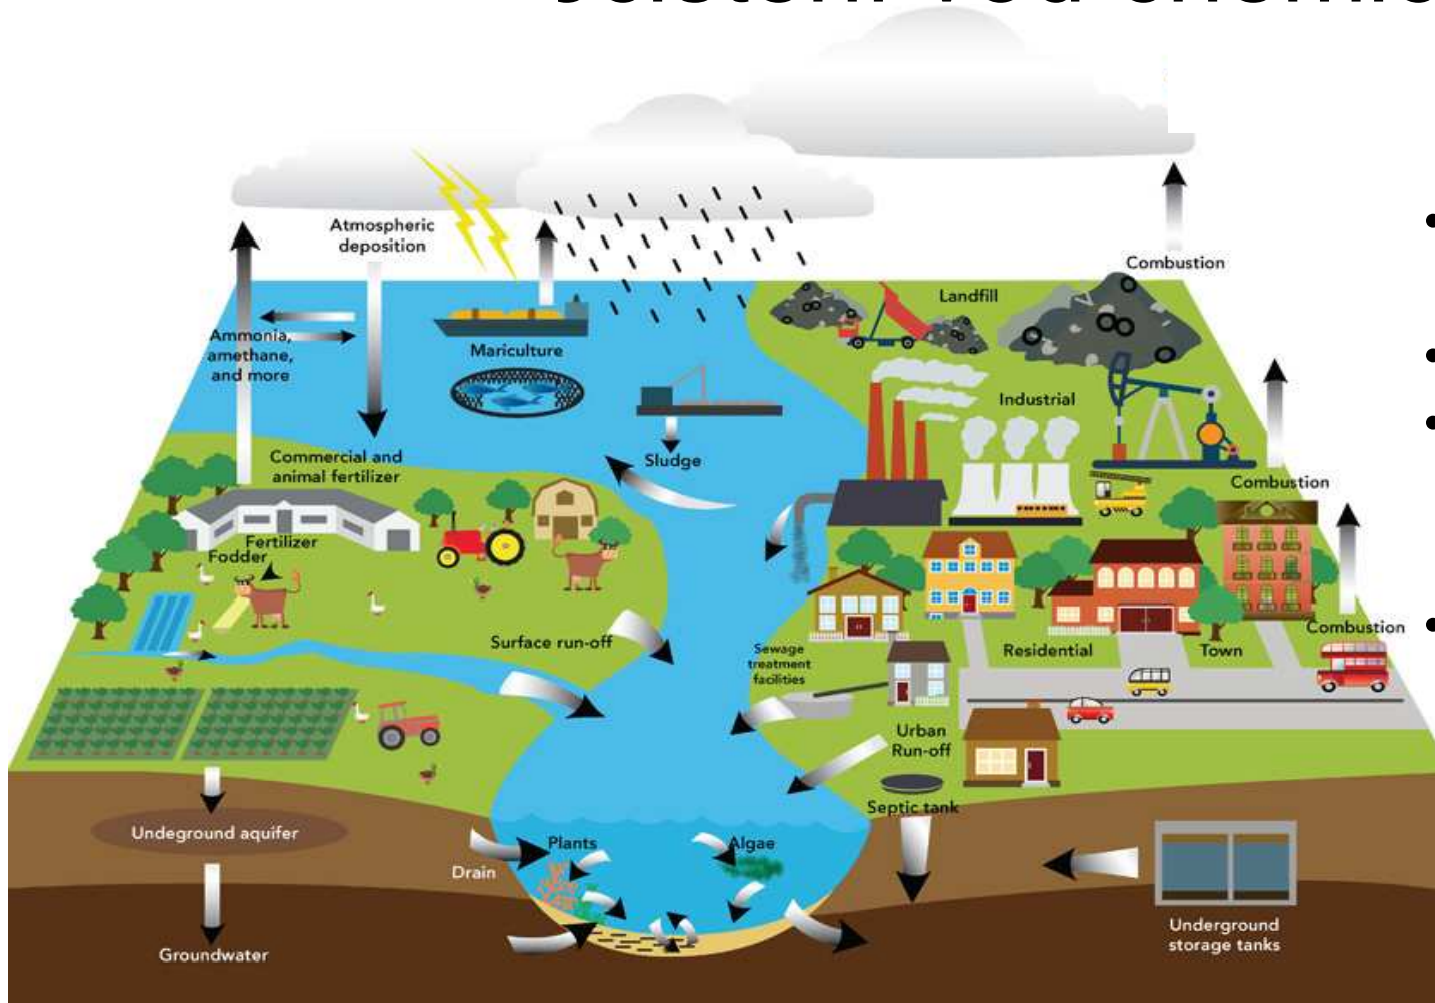 Atmospheric
deposition
Combustion
Landfill
Ammonia,
amethane,
and more
Mariculture
Industrial
Commercial and
animal fertilizer
Sludge
Combustion
Fertilizer
Fodder
Surface run-off
Sewage
treatment
facilities
Residential
Town
Combustion
Urban
Run-off
Septic tank
Undeground aquifer
Plants
Algae
Drain
Underground
storage tanks
Groundwater